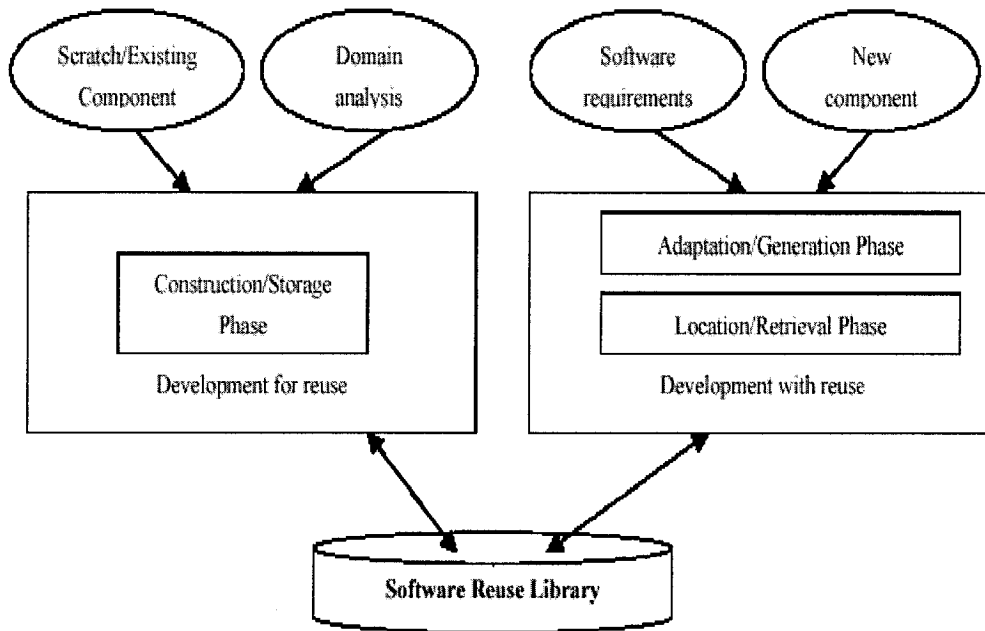 Scratch/Existing
Component
Domain
analysis
Software
requirements
New
component
Construction/Storage
Phase
Development for reuse
Adaptation/Generation Phase
Location/Retrieval Phase
Development with reuse
Software Reuse Library